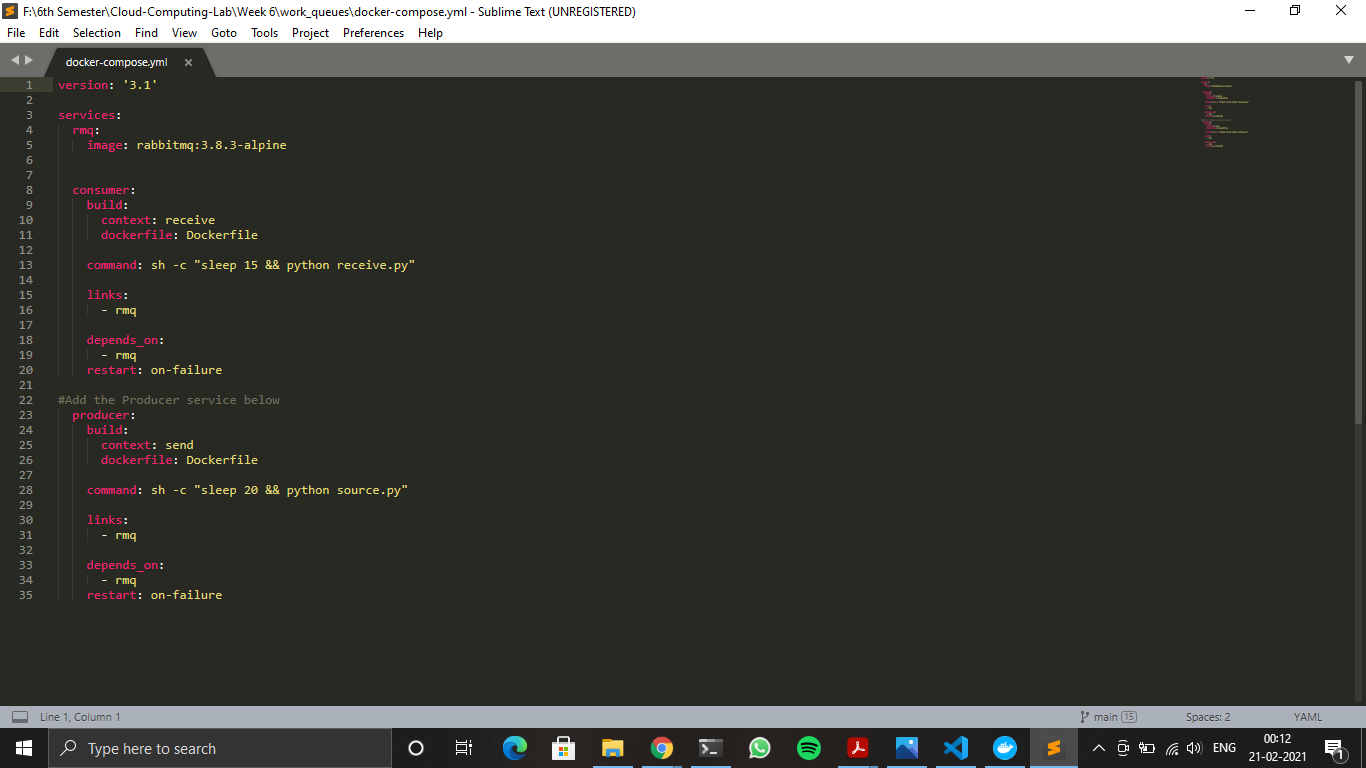 F:\6th Semester\Cloud-Computing-Lab\Week 6\work_queues\docker-compose.yml - Sublime Text (UNREGISTERED)
File Edit Selection Find View Goto Tools Project Preferences Help
docker-compose.yml
1 version: '3.1'
2
3 services:
4 rmq:
5 image: rabbitmq:3.8.3-alpine
6
7
8 consumer:
9 build:
10 context: receive
11 dockerfile: Dockerfile
12
13 command: sh -c "sleep 15 && python receive.py"
14
15 links:
16 - rmq
17
18 depends_on:
19 - rmq
20 restart: on-failure
21
22 #Add the Producer service below
23 producer:
24 build:
25 context: send
26 dockerfile: Dockerfile
27
28 command: sh -c "sleep 20 && python source.py"
29
30 links:
31 - rmq
32
33 depends_on:
34 - rmq
35 restart: on-failure
Line 1, Column 1 main 15 Spaces: 2 YAML
Type here to search
ENG
00:12
21-02-2021
1